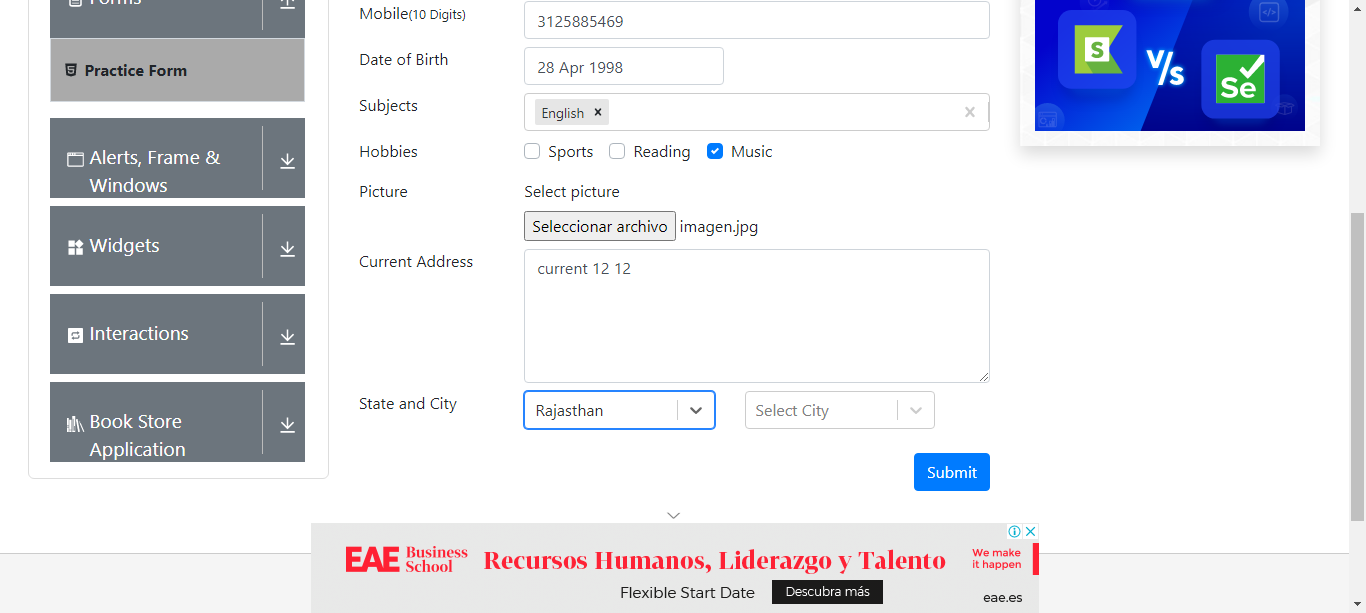 Forms
Practice Form
Alerts, Frame &
Windows
Widgets
Interactions
Book Store
Application
Mobile(10 Digits)
3125885469
Date of Birth
28 Apr 1998
Subjects
English
Hobbies
Sports
Reading
Music
Picture
Select picture
Seleccionar archivo imagen.jpg
Current Address
current 12 12
State and City
Rajasthan
Select City
Submit
S
V/s
Se
EAE Business
School
Recursos Humanos, Liderazgo y Talento
Flexible Start Date
Descubra más
We make
it happen
eae.es